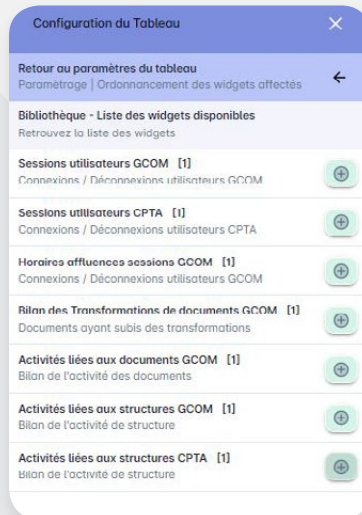 Configuration du Tableau
Retour au paramètres du tableau
Paramètrage | Ordonnancement des widgets affectés
Bibliothèque - Liste des widgets disponibles
Retrouvez la liste des widgets
Sessions utilisateurs GCOM [1]
Connexions / Déconnexions utilisateurs GCOM
Sessions utilisateurs CPTA [1]
Connexions / Déconnexions utilisateurs CPTA
Horaires affluences sessions GCOM [1]
Connexions / Déconnexions utilisateurs GCOM
Bilan des Transformations de documents GCOM [1]
Documents ayant subis des transformations
Activités liées aux documents GCOM [1]
Bilan de l'activité des documents
Activités liées aux structures GCOM [1]
Bilan de l'activité de structure
Activités liées aux structures CPTA [1]
Bilan de l'activité de structure